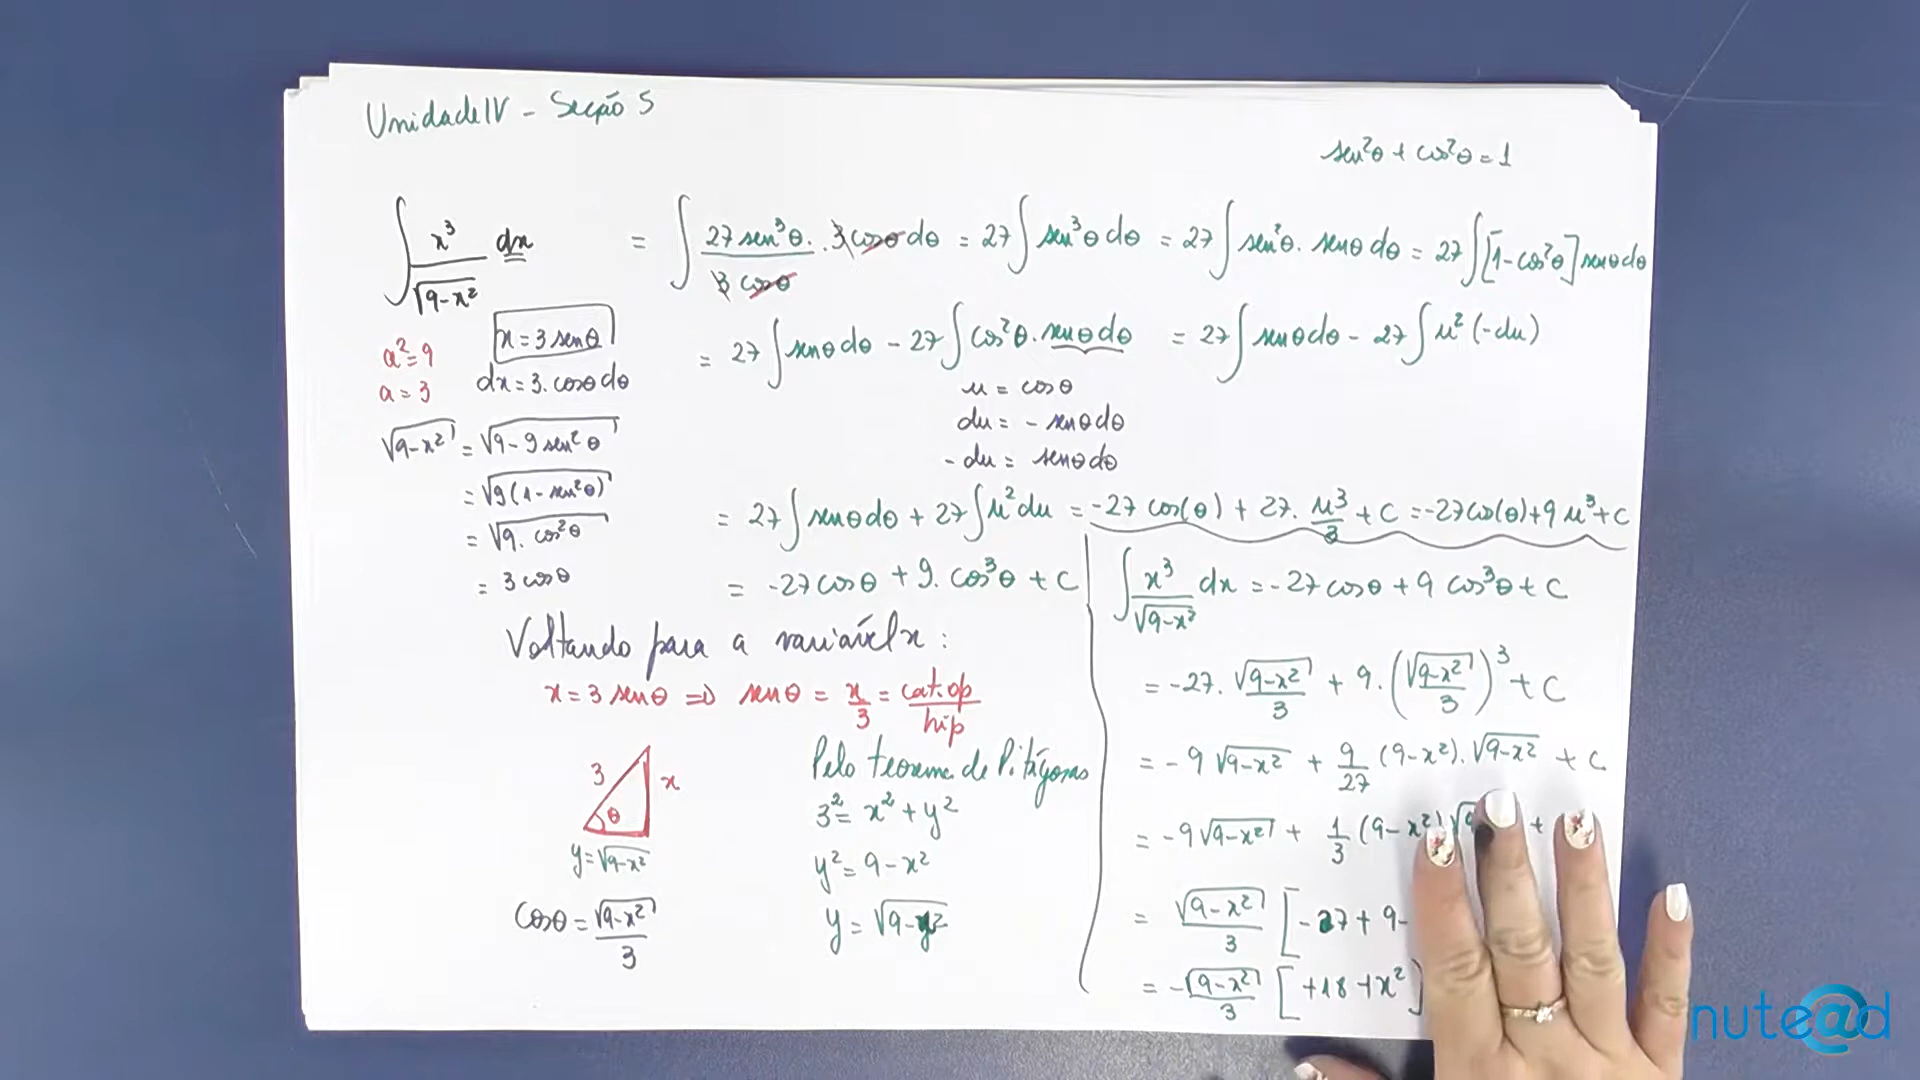 Unidade IV - Secção 5
sen²θ + cos²θ = 1
∫ x³/√(9-x²) dx = ∫ 27 sen³θ/(3 cosθ) . 3 cosθ dθ = 27 ∫ sen³θ dθ = 27 ∫ sen²θ . senθ dθ = 27 ∫ [1 - cos²θ] senθ dθ
a² = 9
a = 3
x = 3 senθ
dx = 3. cosθ dθ
√(9-x²) = √(9 - 9 sen²θ)
= √(9(1 - sen²θ))
= √(9. cos²θ)
= 3 cosθ
= 27 ∫ senθ dθ - 27 ∫ cos²θ . senθ dθ = 27 ∫ senθ dθ - 27 ∫ u² (-du)
u = cosθ
du = - senθ dθ
- du = senθ dθ
= 27 ∫ senθ dθ + 27 ∫ u² du = -27 cos(θ) + 27. u³/3 + C = -27 cos(θ) + 9 u³ + C
= -27 cosθ + 9. cos³θ + C
Voltando para a variável x :
x = 3 senθ ⇒ senθ = x/3 = cat.op/hip
3
x
θ
y = √(9-x²)
cosθ = √(9-x²)/3
Pelo teorema de Pitágoras
3² = x² + y²
y² = 9 - x²
y = √(9-x²)
∫ x³/√(9-x²) dx = -27 cosθ + 9 cos³θ + C
= -27. √(9-x²)/3 + 9. (√(9-x²)/3)³ + C
= - 9 √(9-x²) + 9/27 (9-x²). √(9-x²) + C
= -9 √(9-x²) + 1/3 (9-x²) √9 +
= √(9-x²)/3 [-27 + 9-
= -√(9-x²)/3 [+18 + x²]
nutead